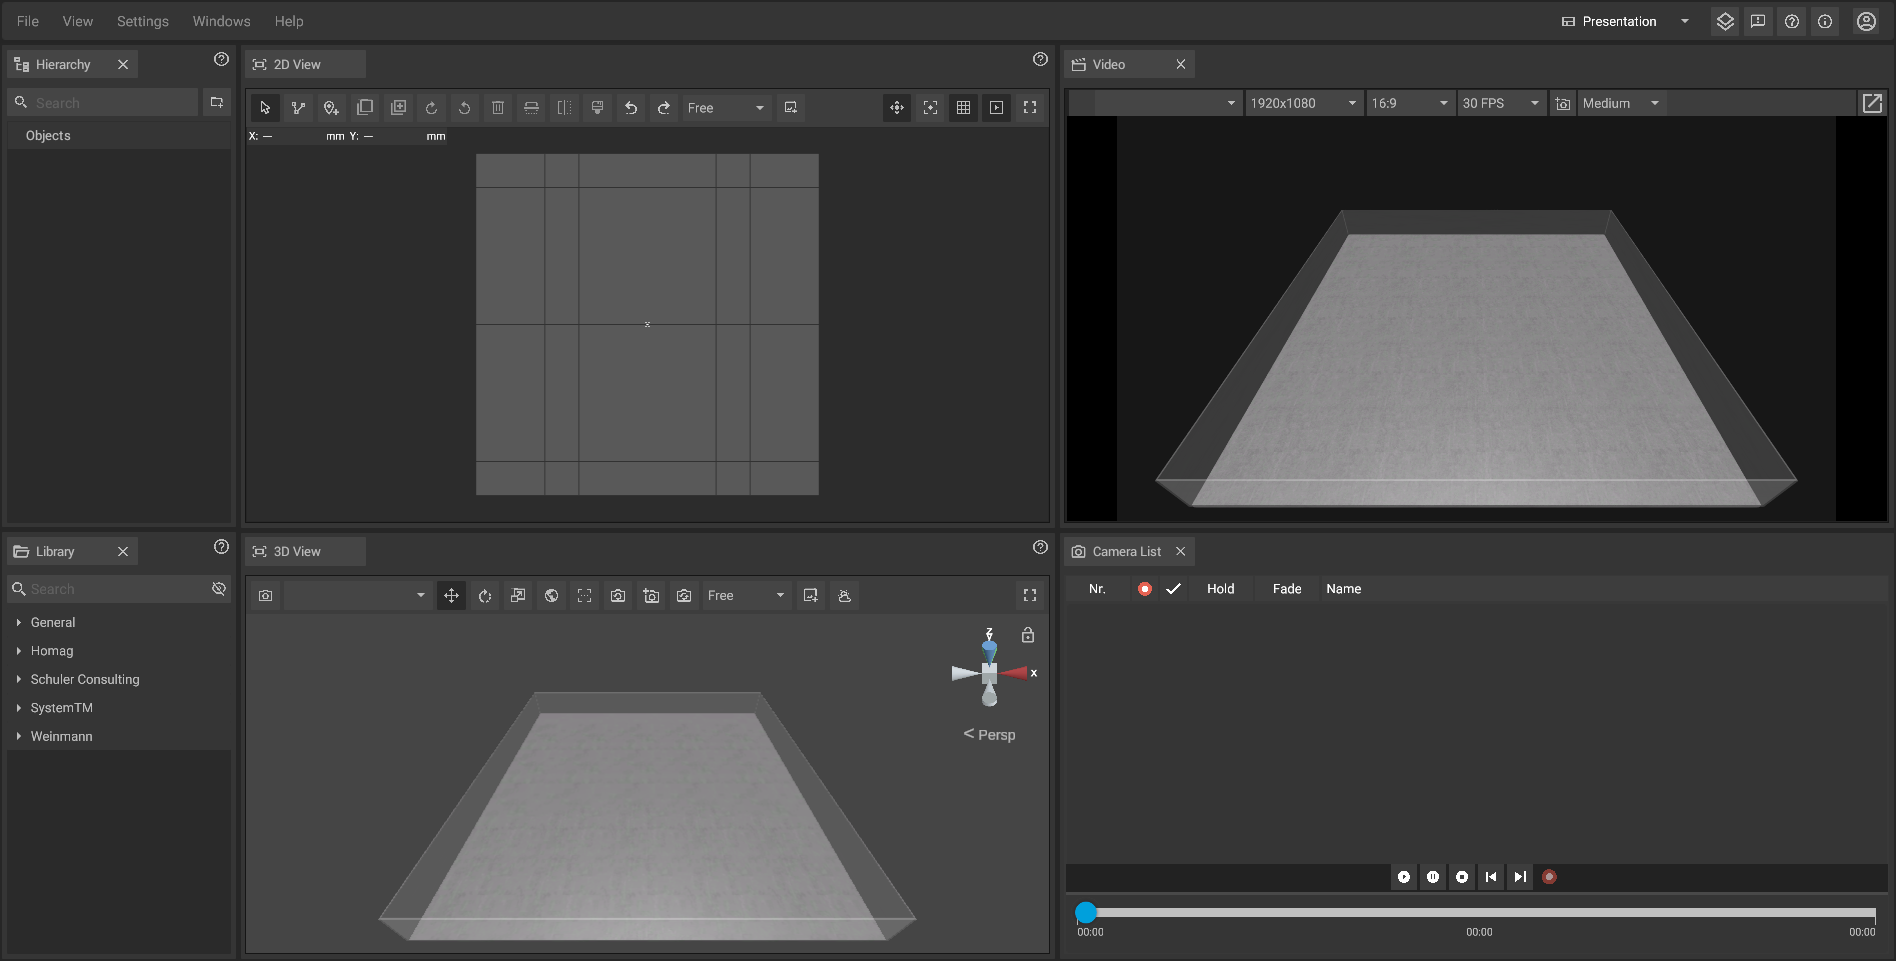 File View Settings Windows Help Presentation
Hierarchy
Search
Objects
2D View
Free
X: — mm Y: — mm
Video
1920x1080 16:9 30 FPS Medium
Library
Search
General
Homag
Schuler Consulting
SystemTM
Weinmann
3D View
Free
Z
Y
x
< Persp
Camera List
Nr. Hold Fade Name
00:00 00:00 00:00